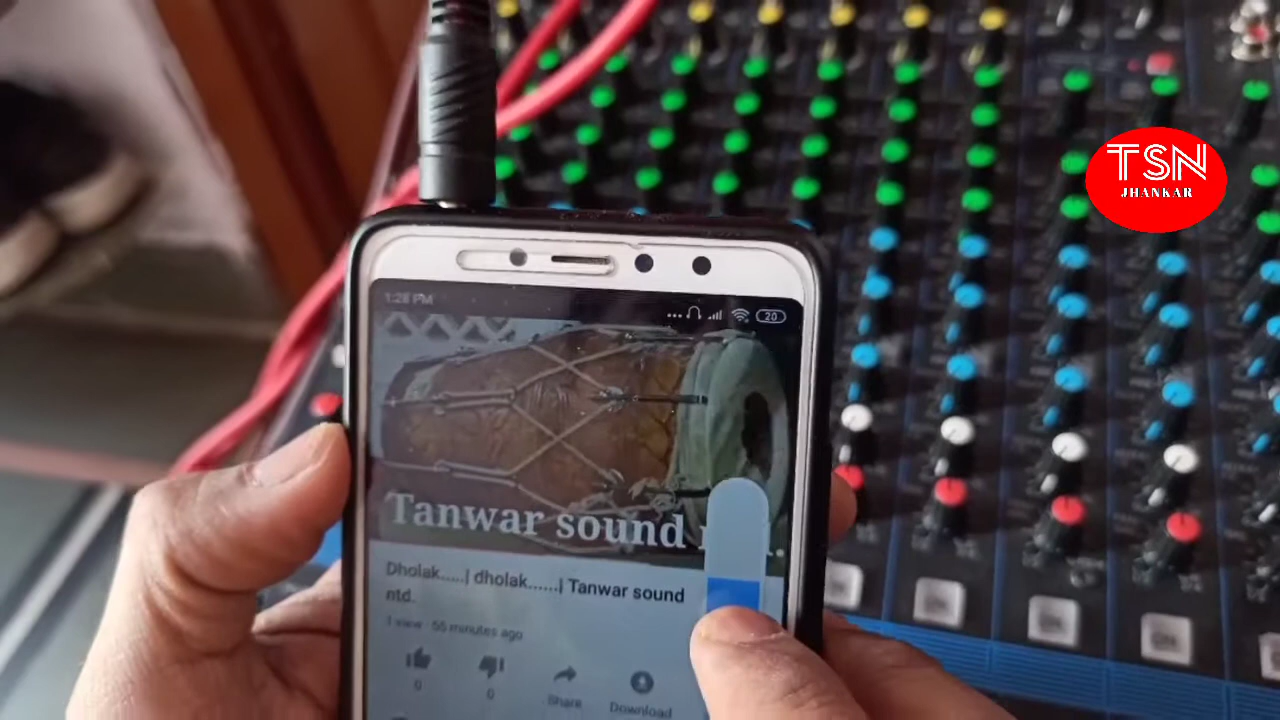 TSN
JHANKAR
1:28 PM
20
Tanwar sound
Dholak.....| dholak......| Tanwar sound
ntd.
1 view · 56 minutes ago
0
0
Share
Download